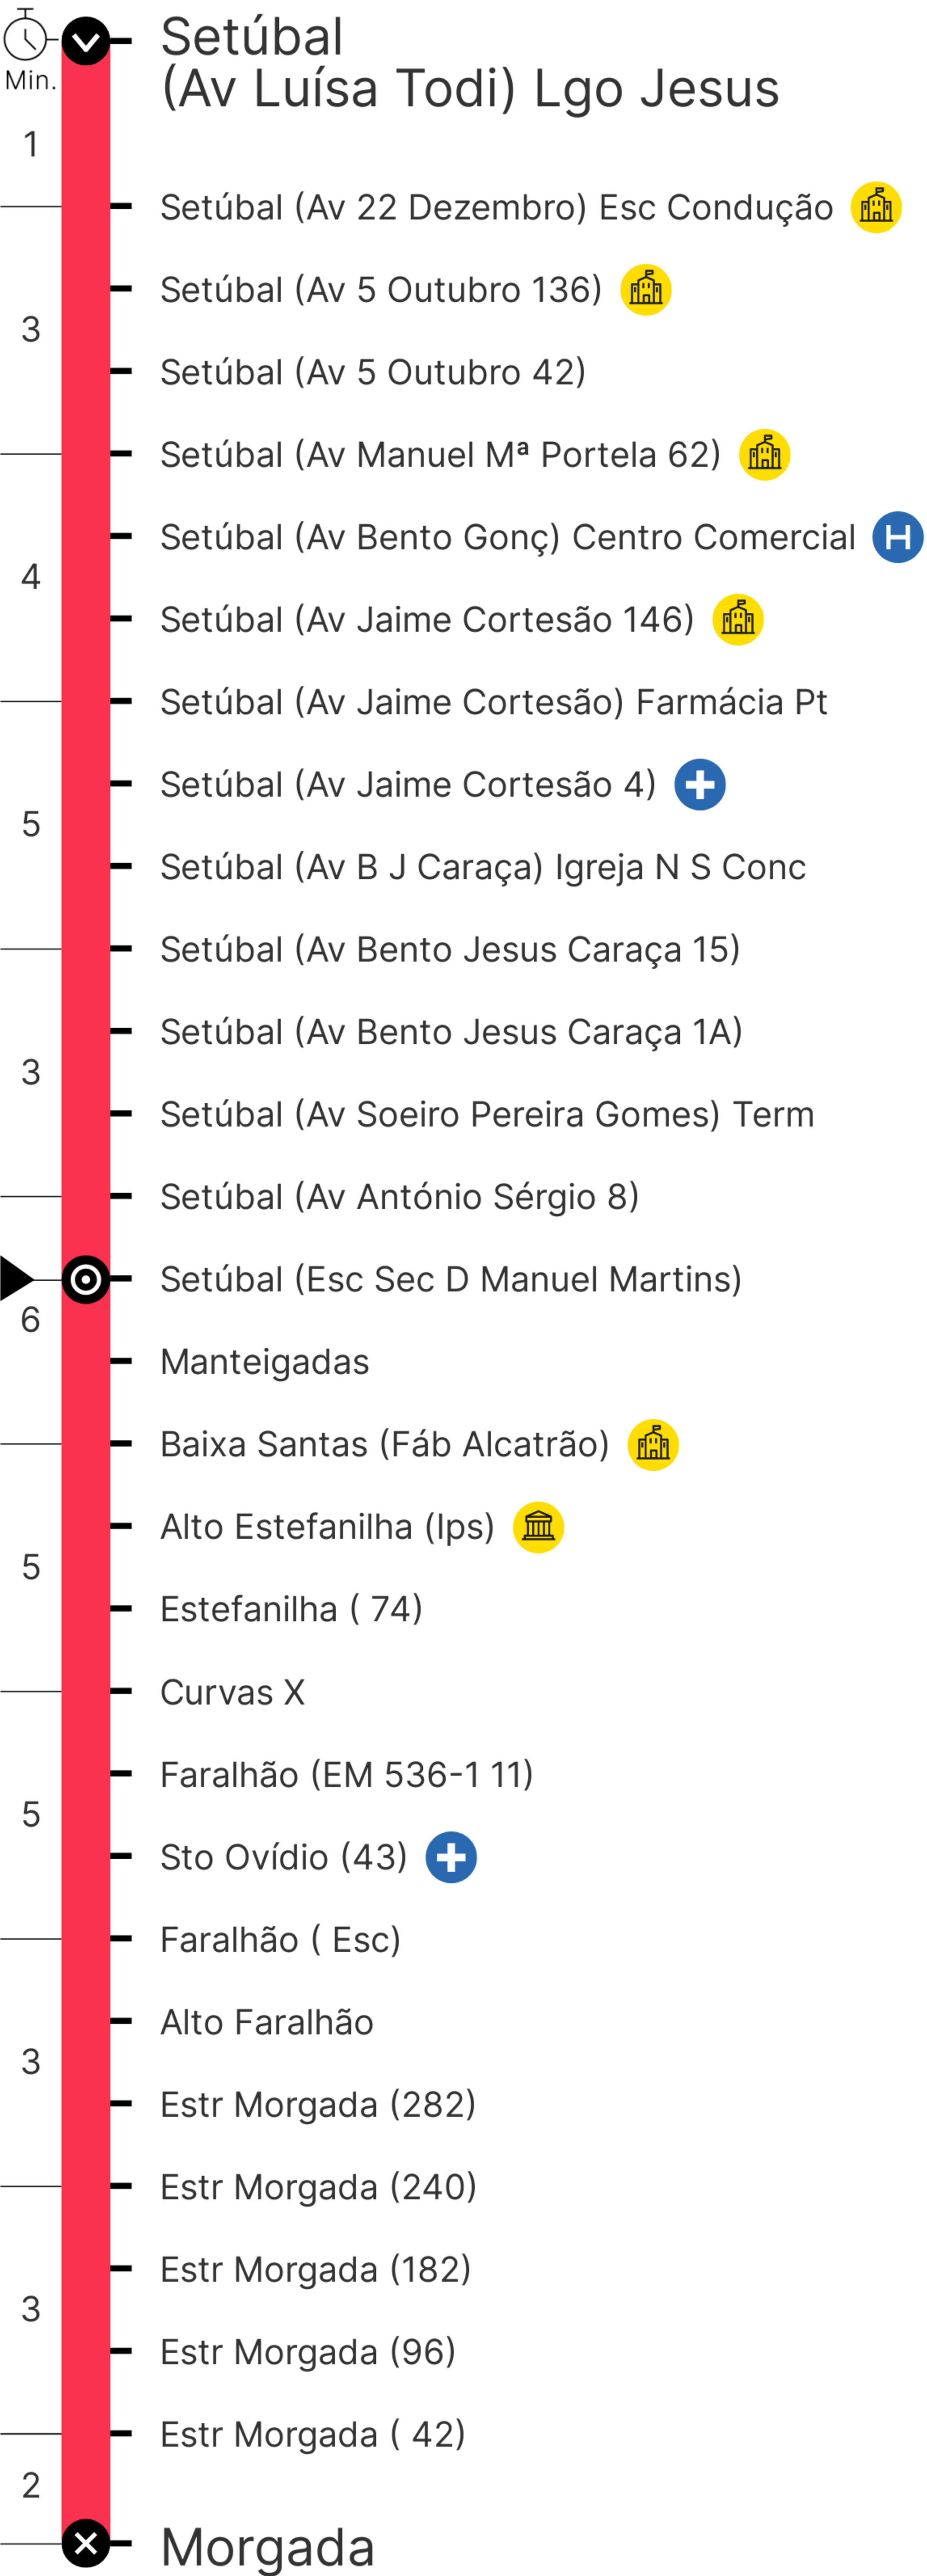 Setúbal
(Av Luísa Todi) Lgo Jesus
Min.
1
Setúbal (Av 22 Dezembro) Esc Condução
Setúbal (Av 5 Outubro 136)
3
Setúbal (Av 5 Outubro 42)
Setúbal (Av Manuel Mª Portela 62)
Setúbal (Av Bento Gonç) Centro Comercial H
4
Setúbal (Av Jaime Cortesão 146)
Setúbal (Av Jaime Cortesão) Farmácia Pt
Setúbal (Av Jaime Cortesão 4)
5
Setúbal (Av B J Caraça) Igreja N S Conc
Setúbal (Av Bento Jesus Caraça 15)
Setúbal (Av Bento Jesus Caraça 1A)
3
Setúbal (Av Soeiro Pereira Gomes) Term
Setúbal (Av António Sérgio 8)
Setúbal (Esc Sec D Manuel Martins)
6
Manteigadas
Baixa Santas (Fáb Alcatrão)
Alto Estefanilha (Ips)
5
Estefanilha ( 74)
Curvas X
Faralhão (EM 536-1 11)
5
Sto Ovídio (43)
Faralhão ( Esc)
Alto Faralhão
3
Estr Morgada (282)
Estr Morgada (240)
Estr Morgada (182)
3
Estr Morgada (96)
Estr Morgada ( 42)
2
Morgada